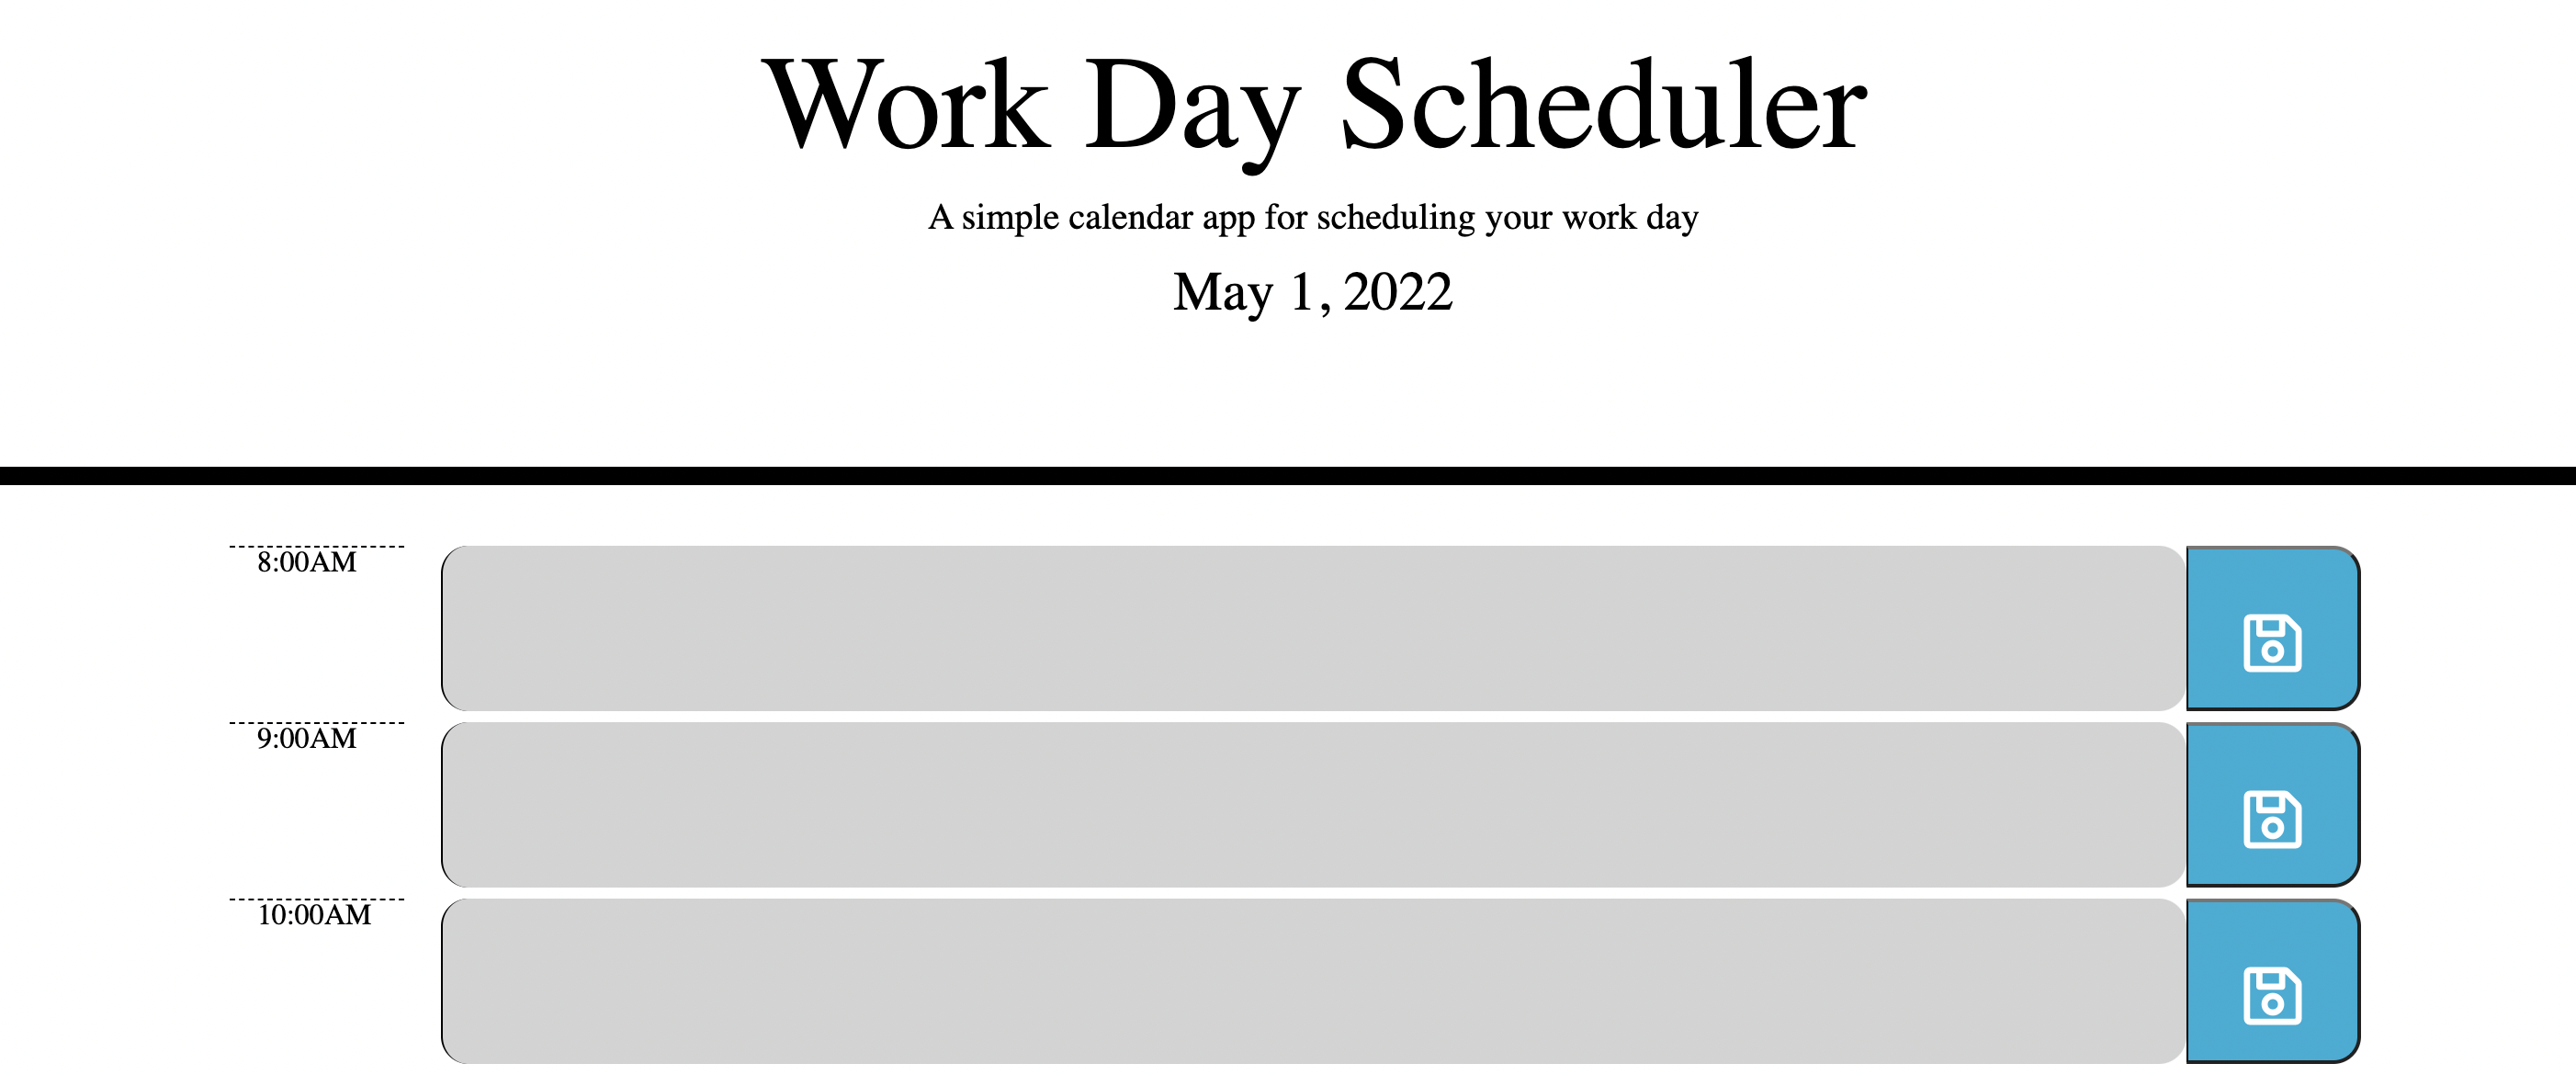 Work Day Scheduler
A simple calendar app for scheduling your work day
May 1, 2022
8:00AM
9:00AM
10:00AM